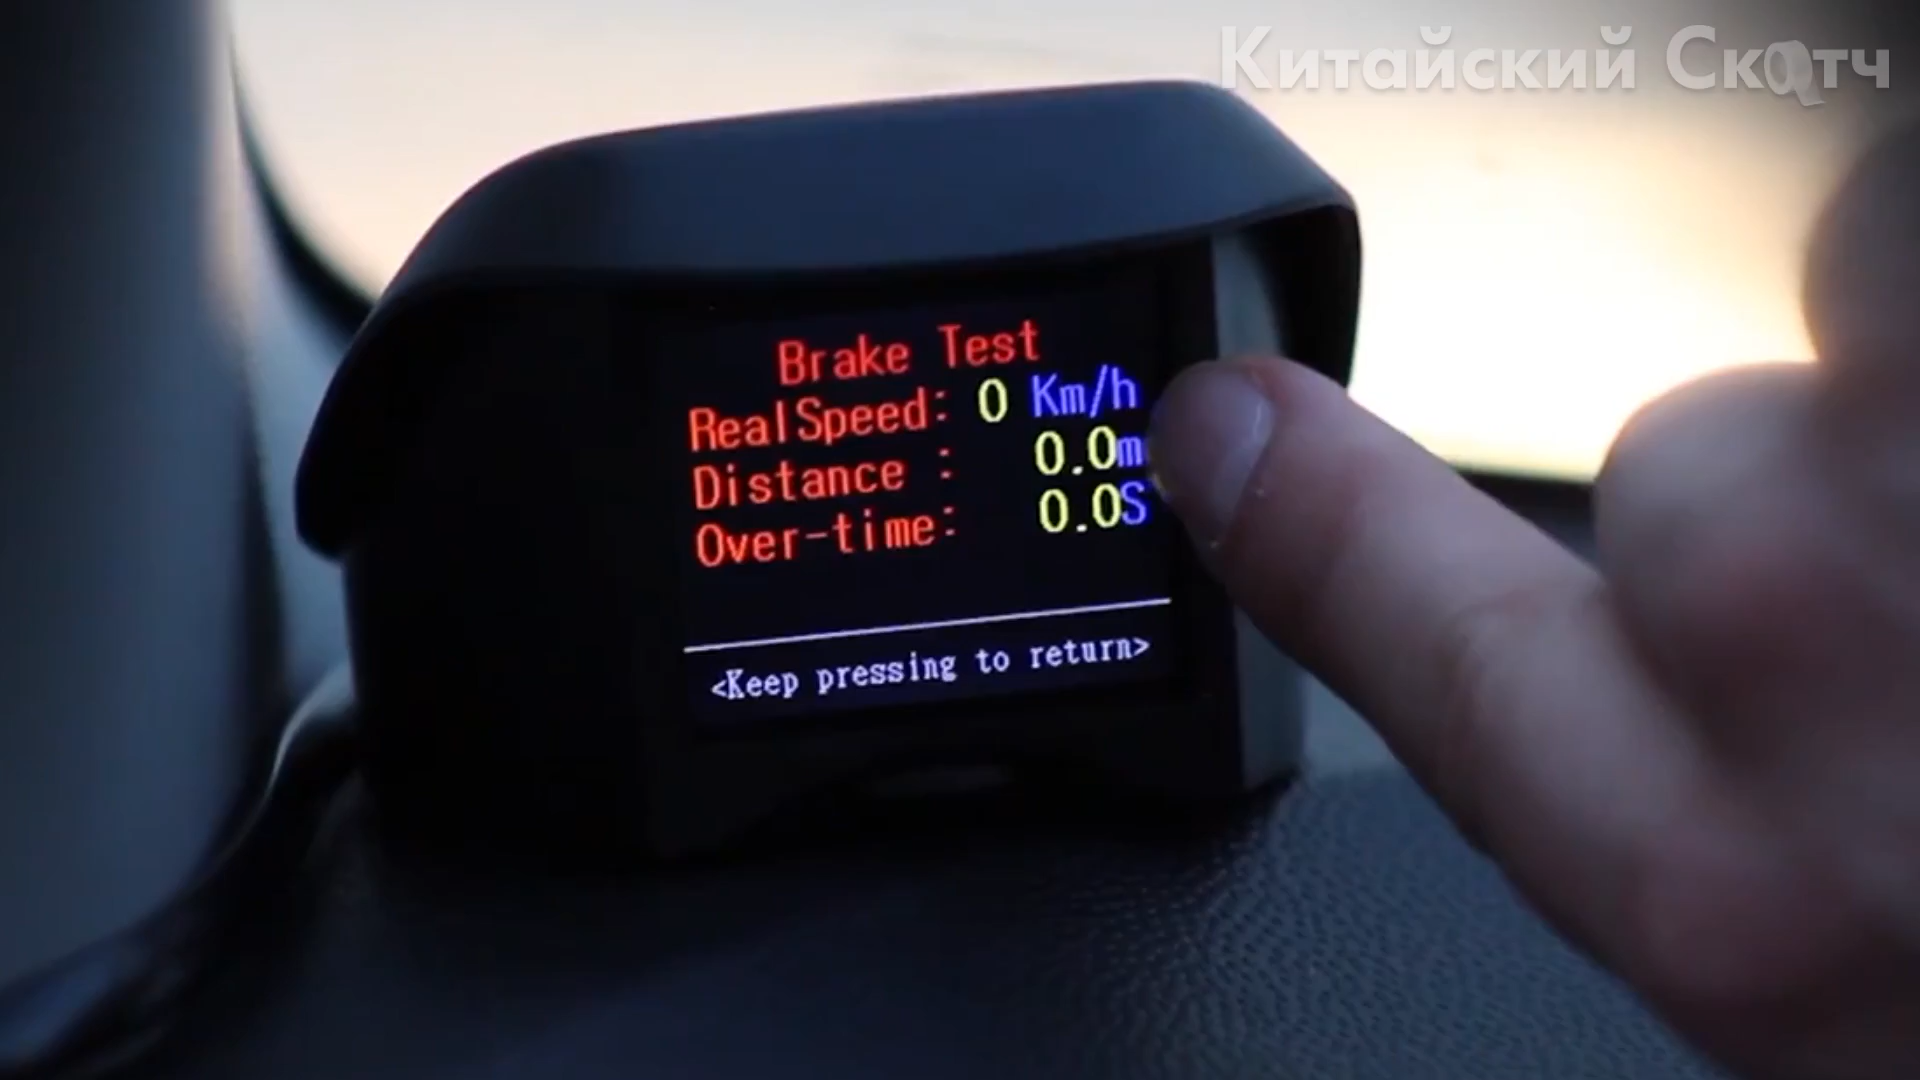 Китайский Скотч
Brake Test
RealSpeed: 0 Km/h
Distance : 0.0m
Over-time: 0.0S
<Keep pressing to return>